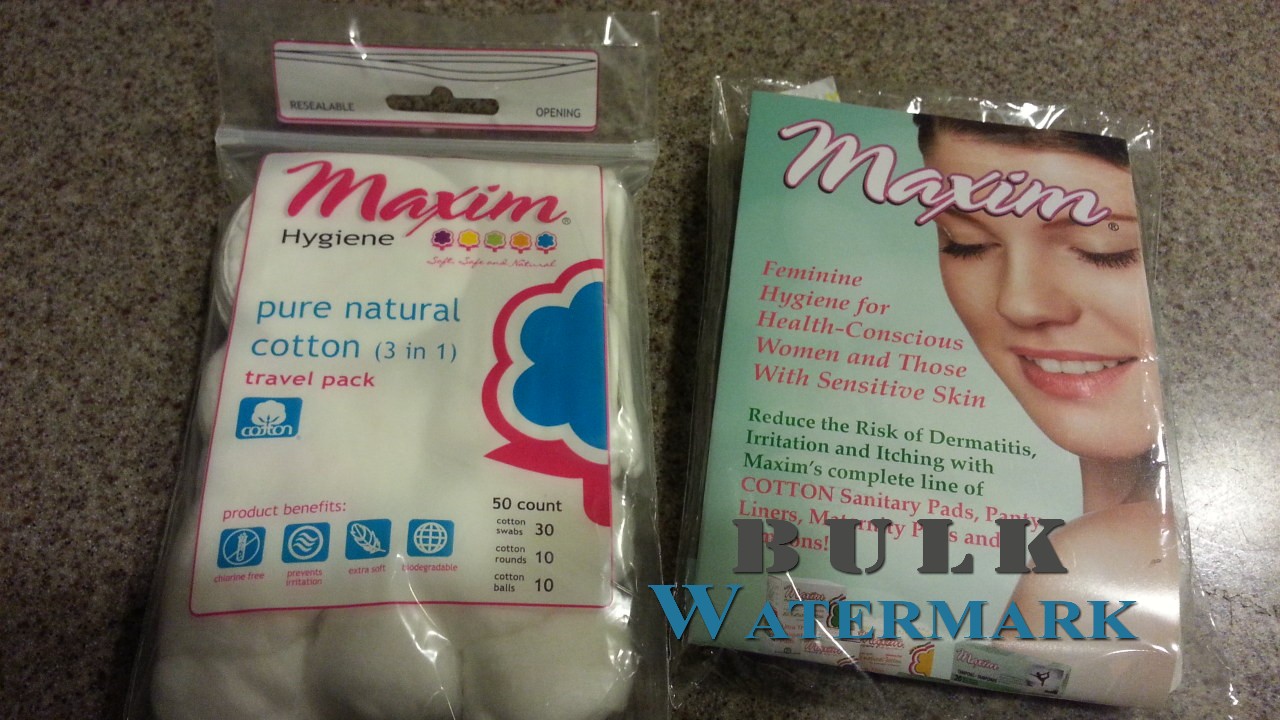 RESEALABLE
OPENING
Maxim®
Hygiene
Soft, Safe and Natural
pure natural
cotton (3 in 1)
travel pack
cotton
product benefits:
chlorine free
prevents
irritation
extra soft
biodegradable
50 count
cotton
swabs 30
cotton
rounds 10
cotton
balls 10
Maxim®
Feminine
Hygiene for
Health-Conscious
Women and Those
With Sensitive Skin
Reduce the Risk of Dermatitis,
Irritation and Itching with
Maxim's complete line of
COTTON Sanitary Pads, Panty
Liners, Maternity Pads and
BULK
WATERMARK
Maxim
Maxim